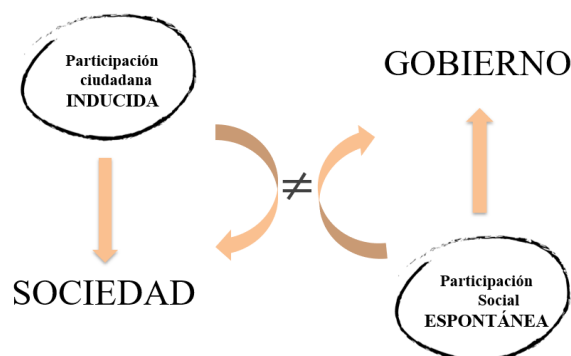 Participación
ciudadana
INDUCIDA
GOBIERNO
≠
SOCIEDAD
Participación
Social
ESPONTÁNEA